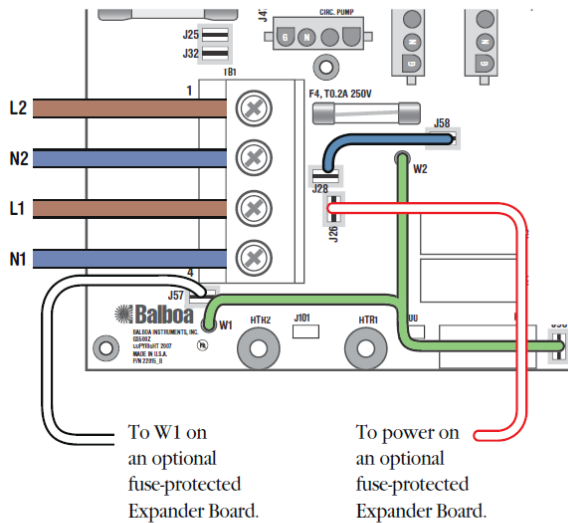 J25
J32
J4
CIRC. PUMP
G N
N
G
N
G
TB1
1
F4, T0.2A 250V
L2
J58
N2
W2
J28
L1
J26
N1
4
J57
Balboa
W1
HTH2
J101
HTR1
BALBOA INSTRUMENTS, INC.
COPYRIGHT 2007
MADE IN U.S.A.
To W1 on
an optional
fuse-protected
Expander Board.
To power on
an optional
fuse-protected
Expander Board.